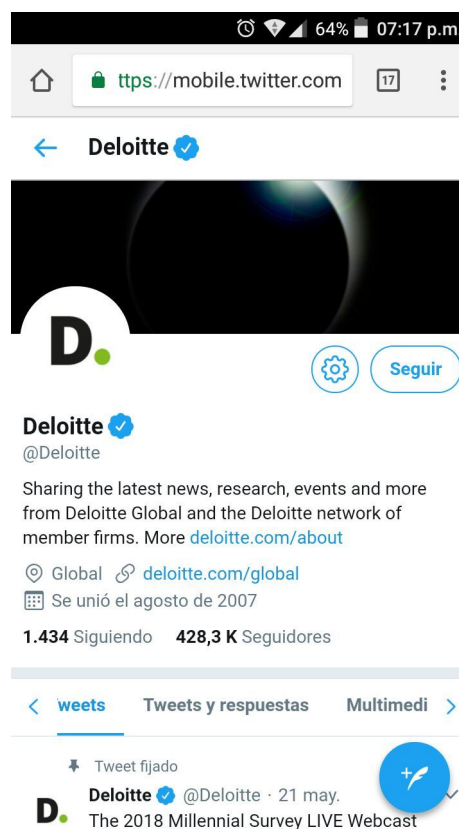 64% 07:17 p.m
ttps://mobile.twitter.com 17
Deloitte
D.
Seguir
Deloitte
@Deloitte
Sharing the latest news, research, events and more
from Deloitte Global and the Deloitte network of
member firms. More deloitte.com/about
Global deloitte.com/global
Se unió el agosto de 2007
1.434 Siguiendo 428,3 K Seguidores
weets Tweets y respuestas Multimedi
Tweet fijado
Deloitte @Deloitte · 21 may.
D. The 2018 Millennial Survey LIVE Webcast